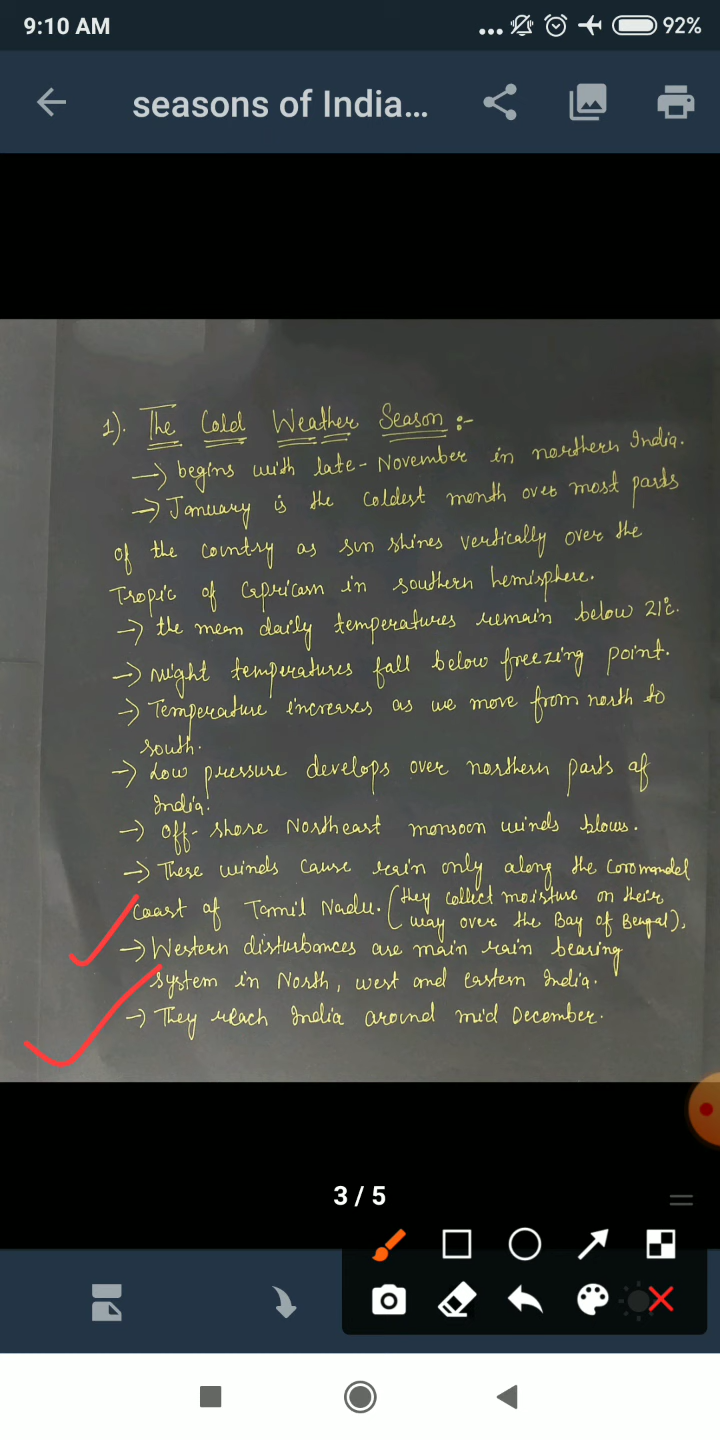 9:10 AM
... 92%
seasons of India...
1). The Cold Weather Season :-
→ begins with late - November in northern India.
→ January is the coldest month over most parts
of the country as sun shines vertically over the
Tropic of Capricorn in southern hemisphere.
→ the mean daily temperatures remain below 21°c.
→ night temperatures fall below freezing point.
→ Temperature increases as we move from north to
south.
→ Low pressure develops over northern parts of
India.
→ Off- shore Northeast monsoon winds blows.
→ These winds cause rain only along the Coromandel
Coast of Tamil Nadu. (they collect moisture on their
way over the Bay of Bengal).
→ Western disturbances are main rain bearing
system in North, west and Eastern India.
→ They reach India around mid December.
3 / 5